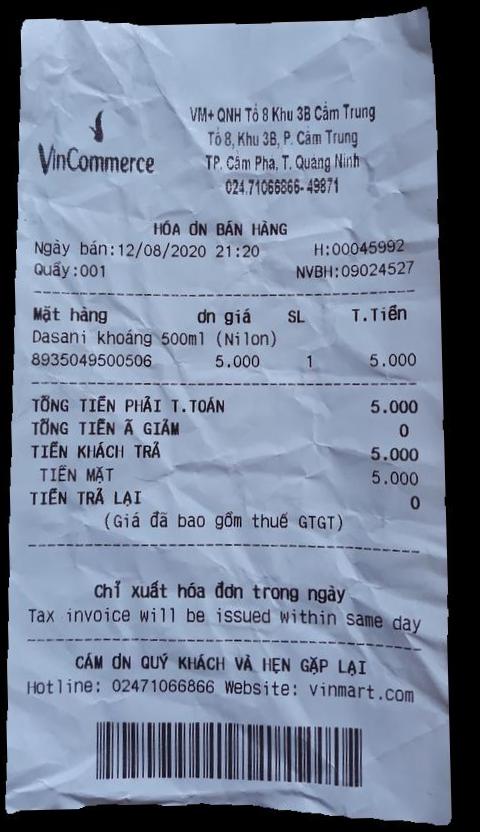 VinCommerce
VM+ QNH Tổ 8 Khu 3B Cẩm Trung
Tổ 8, Khu 3B, P. Cẩm Trung
TP. Cẩm Phả, T. Quảng Ninh
024.71066866-49871
HÓA ƠN BÁN HÀNG
Ngày bán:12/08/2020 21:20 H:00045992
Quầy:001 NVBH:09024527
Mặt hàng ơn giá SL T.Tiền
Dasani khoáng 500ml (Nilon)
8935049500506 5.000 1 5.000
TỔNG TIỀN PHẢI T.TOÁN 5.000
TỔNG TIỀN Ã GIẢM 0
TIỀN KHÁCH TRẢ 5.000
TIỀN MẶT 5.000
TIỀN TRẢ LẠI 0
(Giá đã bao gồm thuế GTGT)
Chỉ xuất hóa đơn trong ngày
Tax invoice will be issued within same day
CÁM ƠN QUÝ KHÁCH VÀ HẸN GẶP LẠI
Hotline: 02471066866 Website: vinmart.com